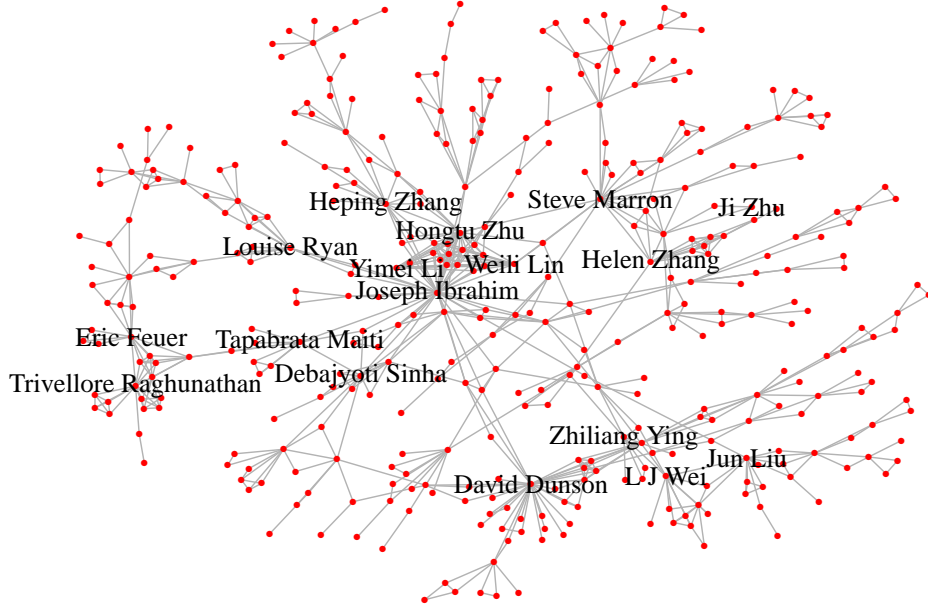 Steve Marron
Heping Zhang
Ji Zhu
Hongtu Zhu
Louise Ryan
Helen Zhang
Weili Lin
Yimei Li
Joseph Ibrahim
Eric Feuer
Tapabrata Maiti
Debajyoti Sinha
Trivellore Raghunathan
Zhiliang Ying
Jun Liu
L J Wei
David Dunson